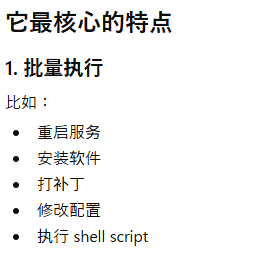 它最核心的特点
1. 批量执行
比如：
• 重启服务
• 安装软件
• 打补丁
• 修改配置
• 执行 shell script